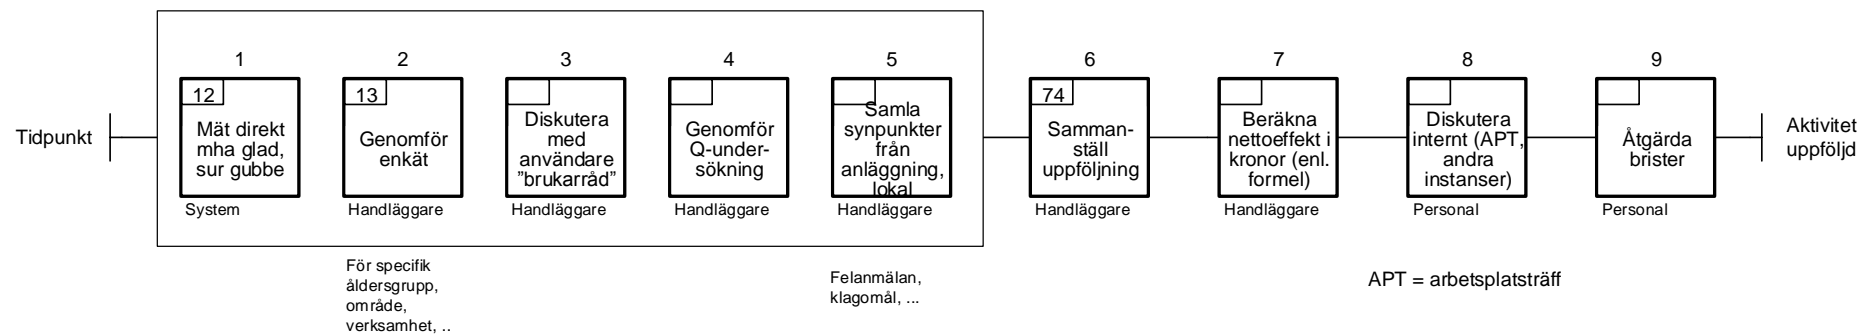 1
2
3
4
5
6
7
8
9
Tidpunkt
12
Mät direkt
mha glad,
sur gubbe
System
13
Genomför
enkät
Handläggare
För specifik
åldersgrupp,
område,
verksamhet, ..
Diskutera
med
användare
”brukarråd”
Handläggare
Genomför
Q-under-
sökning
Handläggare
Samla
synpunkter
från
anläggning,
lokal
Handläggare
Felanmälan,
klagomål, ...
74
Samman-
ställ
uppföljning
Handläggare
Beräkna
nettoeffekt i
kronor (enl.
formel)
Handläggare
Diskutera
internt (APT,
andra
instanser)
Personal
Åtgärda
brister
Personal
Aktivitet
uppföljd
APT = arbetsplatsträff